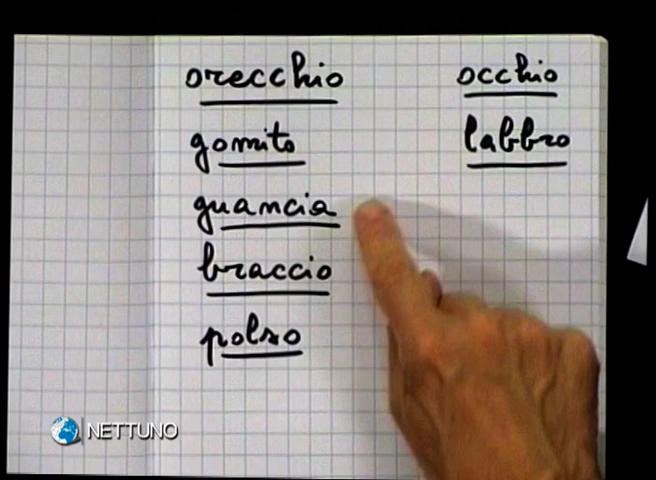 orecchio
gomito
guancia
braccio
polso
occhio
labbro
NETTUNO